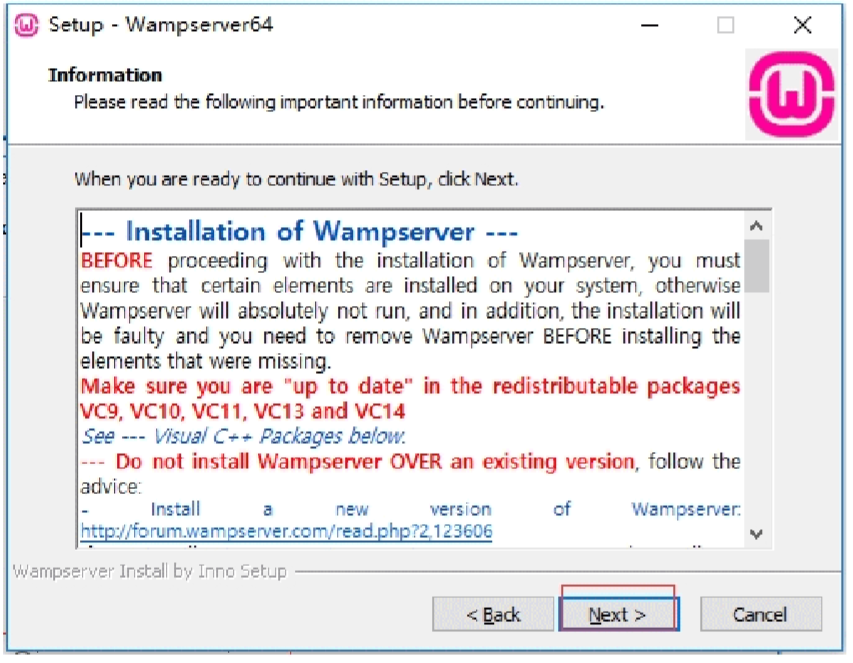 Setup - Wampserver64
Information
Please read the following important information before continuing.
When you are ready to continue with Setup, click Next.
--- Installation of Wampserver ---
BEFORE proceeding with the installation of Wampserver, you must
ensure that certain elements are installed on your system, otherwise
Wampserver will absolutely not run, and in addition, the installation will
be faulty and you need to remove Wampserver BEFORE installing the
elements that were missing.
Make sure you are "up to date" in the redistributable packages
VC9, VC10, VC11, VC13 and VC14
See --- Visual C++ Packages below.
--- Do not install Wampserver OVER an existing version, follow the
advice:
- Install a new version of Wampserver:
http://forum.wampserver.com/read.php?2,123606
Wampserver Install by Inno Setup
< Back
Next >
Cancel